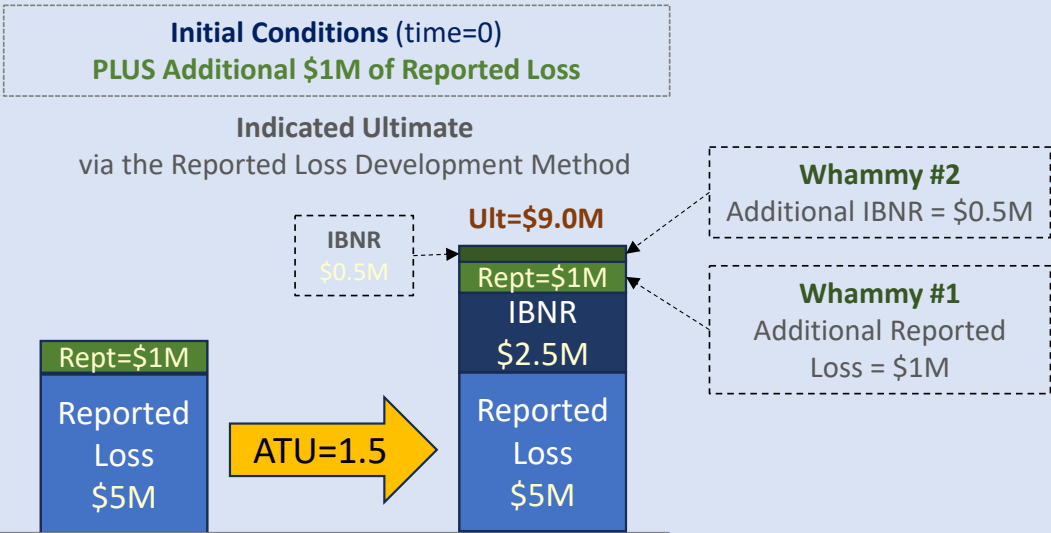 Initial Conditions (time=0)
PLUS Additional $1M of Reported Loss
Indicated Ultimate
via the Reported Loss Development Method
Whammy #2
Additional IBNR = $0.5M
Ult=$9.0M
IBNR
$0.5M
Rept=$1M
IBNR
$2.5M
Whammy #1
Additional Reported
Loss = $1M
Rept=$1M
Reported
Loss
$5M
ATU=1.5
Reported
Loss
$5M